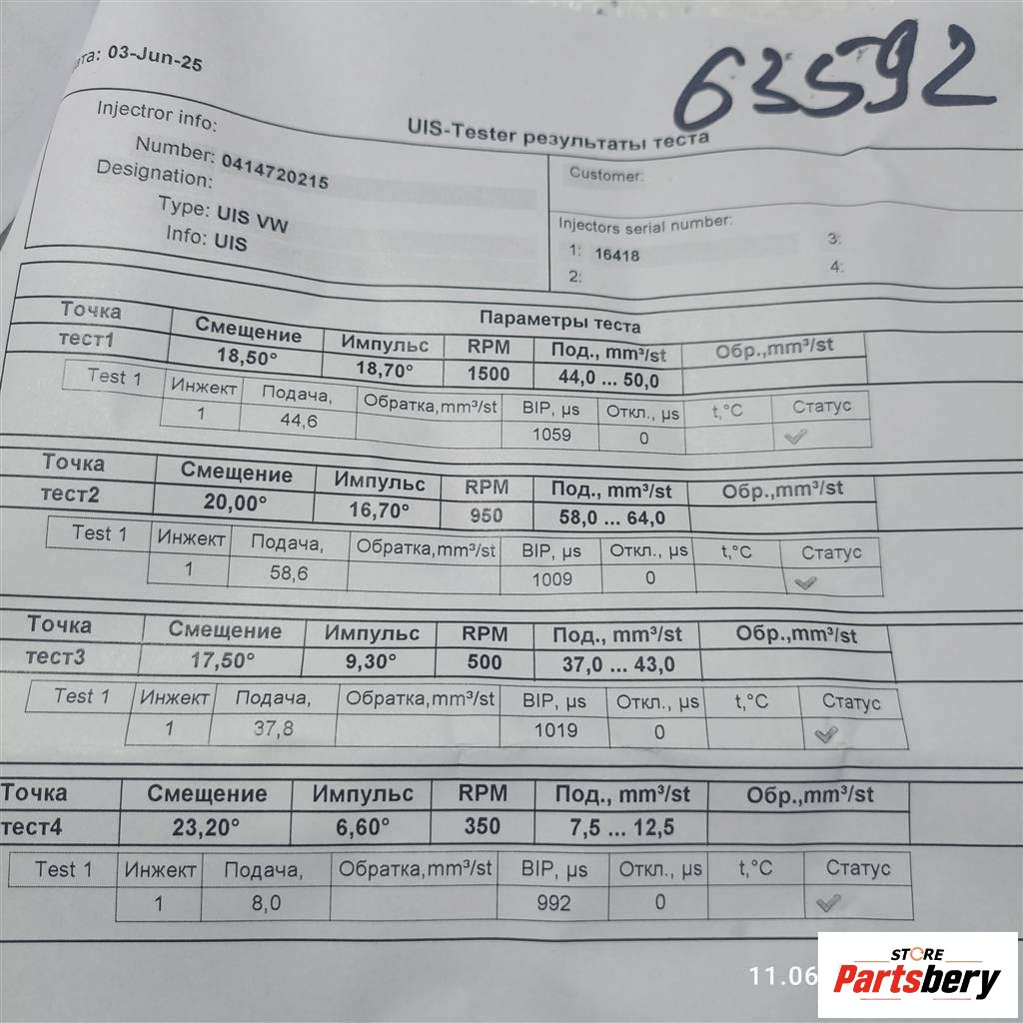 ата: 03-Jun-25
63592
UIS-Tester результаты теста
Injectror info:
Number: 0414720215
Designation:
Type: UIS VW
Info: UIS
Customer:
Injectors serial number:
1: 16418 3:
2: 4:
Точка Смещение Импульс RPM Под., mm³/st Обр.,mm³/st
Параметры теста
тест1 18,50° 18,70° 1500 44,0 ... 50,0
Test 1 Инжект Подача, Обратка,mm³/st BIP, µs Откл., µs t,°C Статус
1 44,6 1059 0
Точка Смещение Импульс RPM Под., mm³/st Обр.,mm³/st
тест2 20,00° 16,70° 950 58,0 ... 64,0
Test 1 Инжект Подача, Обратка,mm³/st BIP, µs Откл., µs t,°C Статус
1 58,6 1009 0
Точка Смещение Импульс RPM Под., mm³/st Обр.,mm³/st
тест3 17,50° 9,30° 500 37,0 ... 43,0
Test 1 Инжект Подача, Обратка,mm³/st BIP, µs Откл., µs t,°C Статус
1 37,8 1019 0
Точка Смещение Импульс RPM Под., mm³/st Обр.,mm³/st
тест4 23,20° 6,60° 350 7,5 ... 12,5
Test 1 Инжект Подача, Обратка,mm³/st BIP, µs Откл., µs t,°C Статус
1 8,0 992 0
11.06
STORE
Partsbery